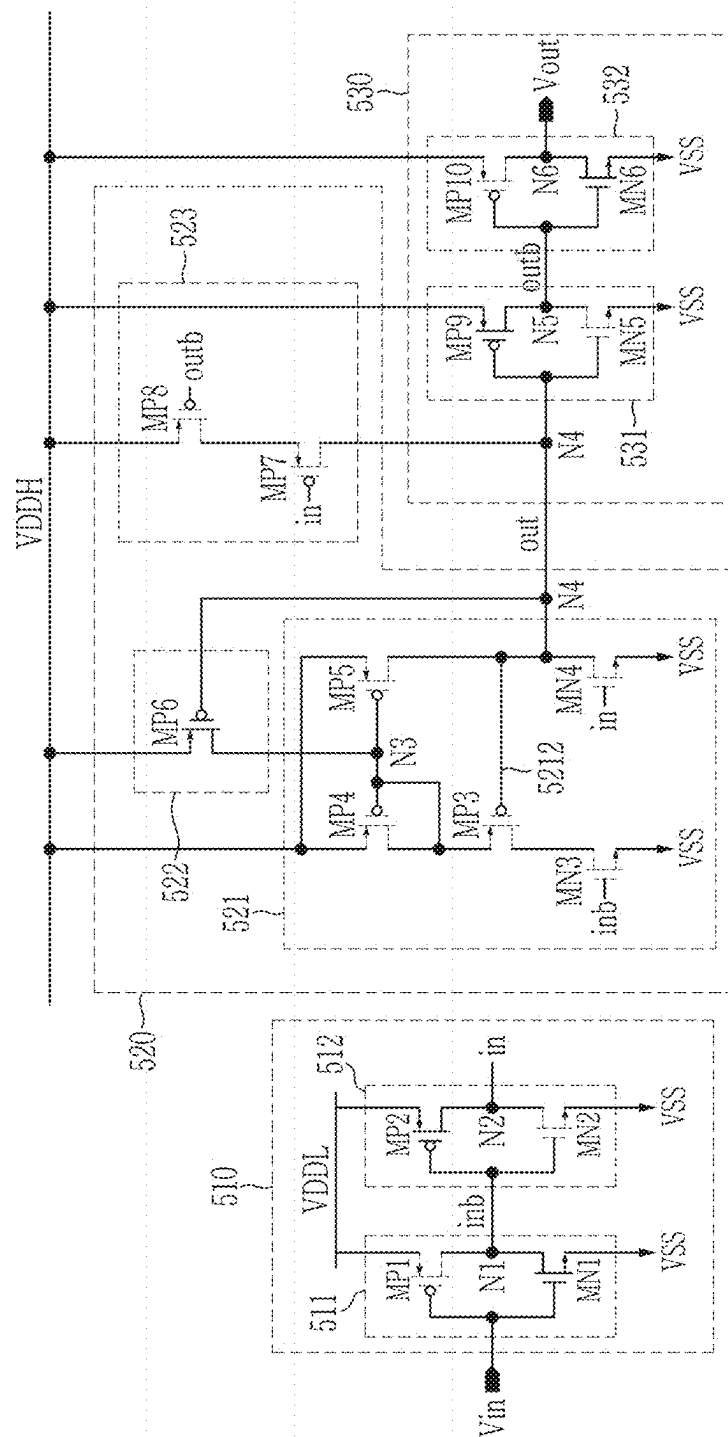 VDDH
510
VDDL
511
MP1
N1
MN1
VSS
Vin
inb
512
MP2
N2
MN2
VSS
in
520
521
522
MP6
MP4
N3
MP5
MP3
5212
inb
MN3
VSS
in
MN4
VSS
N4
out
523
MP8
outb
MP7
in
N4
530
531
MP9
N5
MN5
VSS
outb
532
MP10
N6
MN6
VSS
Vout